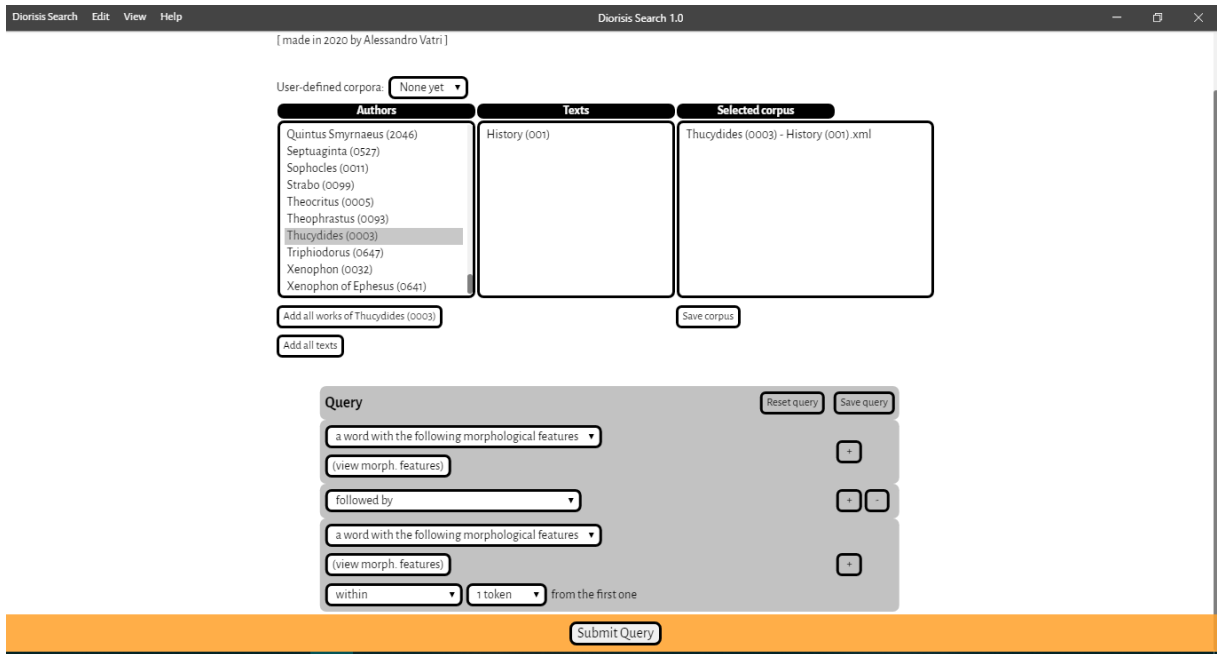 Diorisis Search Edit View Help Diorisis Search 1.0
[ made in 2020 by Alessandro Vatri ]
User-defined corpora: None yet
Authors Texts Selected corpus
Quintus Smyrnaeus (2046) History (001) Thucydides (0003) - History (001).xml
Septuaginta (0527)
Sophocles (0011)
Strabo (0099)
Theocritus (0005)
Theophrastus (0093)
Thucydides (0003)
Triphiodorus (0647)
Xenophon (0032)
Xenophon of Ephesus (0641)
Add all works of Thucydides (0003) Save corpus
Add all texts
Query Reset query Save query
a word with the following morphological features
+
(view morph. features)
followed by + -
a word with the following morphological features
(view morph. features) +
within 1 token from the first one
Submit Query